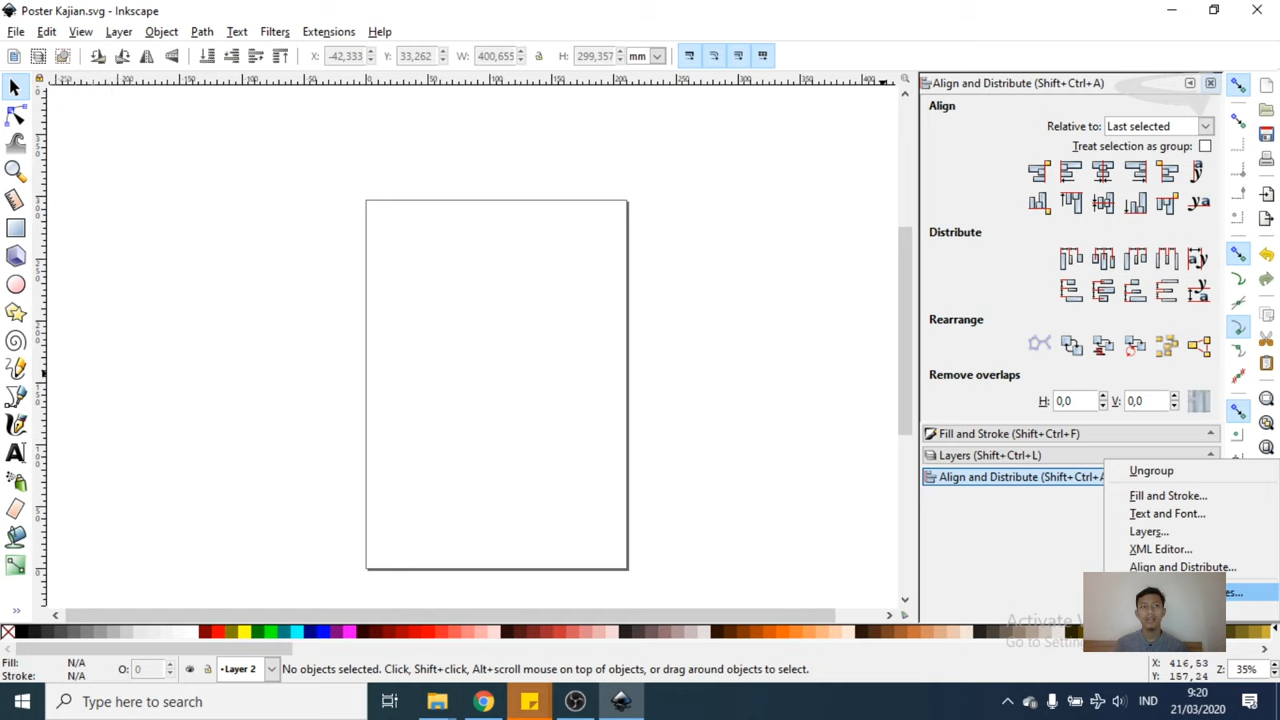 Poster Kajian.svg - Inkscape
File Edit View Layer Object Path Text Filters Extensions Help
X: -42,333 Y: 33,262 W: 400,655 H: 299,357 mm
Align and Distribute (Shift+Ctrl+A)
Align
Relative to: Last selected
Treat selection as group:
Distribute
Rearrange
Remove overlaps
H: 0,0 V: 0,0
Fill and Stroke (Shift+Ctrl+F)
Layers (Shift+Ctrl+L)
Align and Distribute (Shift+Ctrl+A
Ungroup
Fill and Stroke...
Text and Font...
Layers...
XML Editor...
Align and Distribute...
es...
Activate
Go to Settin
Fill: N/A
Stroke: N/A
O: 0
Layer 2
No objects selected. Click, Shift+click, Alt+scroll mouse on top of objects, or drag around objects to select.
X: 416,53
Y: 157,24
Z: 35%
Type here to search
IND
9:20
21/03/2020